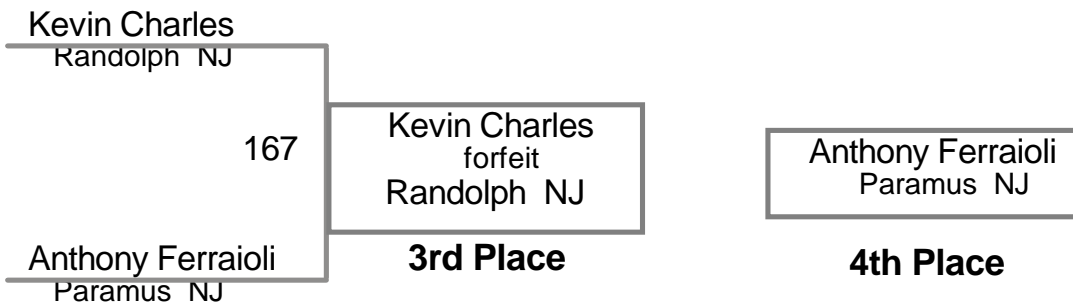 Kevin Charles
Randolph NJ
167
Kevin Charles
forfeit
Randolph NJ
3rd Place
Anthony Ferraioli
Paramus NJ
Anthony Ferraioli
Paramus NJ
4th Place